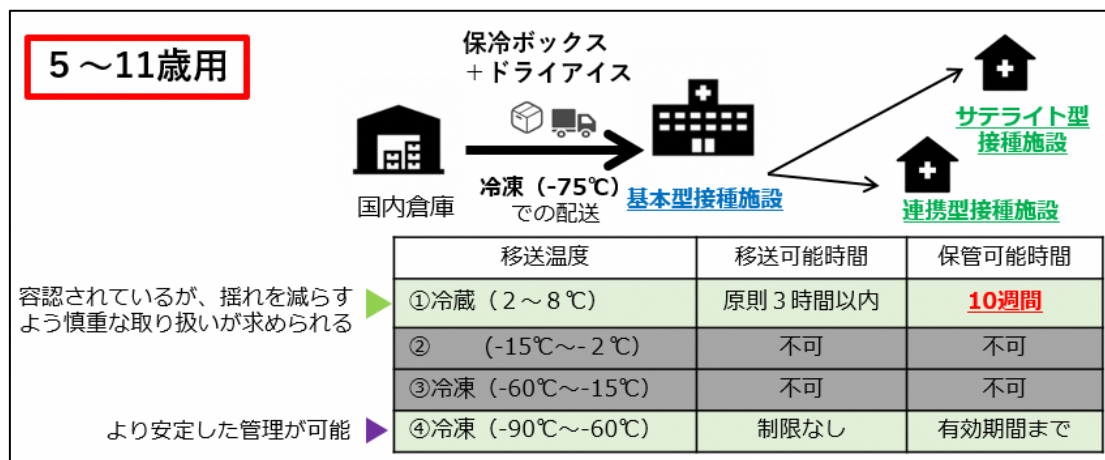 5～11歳用
保冷ボックス
＋ドライアイス
国内倉庫
冷凍（-75℃）
での配送
基本型接種施設
サテライト型
接種施設
連携型接種施設
移送温度 移送可能時間 保管可能時間
容認されているが、揺れを減らす
よう慎重な取り扱いが求められる
①冷蔵（2～8℃） 原則3時間以内 10週間
② (-15℃～-2℃) 不可 不可
③冷凍（-60℃～-15℃） 不可 不可
より安定した管理が可能
④冷凍（-90℃～-60℃） 制限なし 有効期間まで